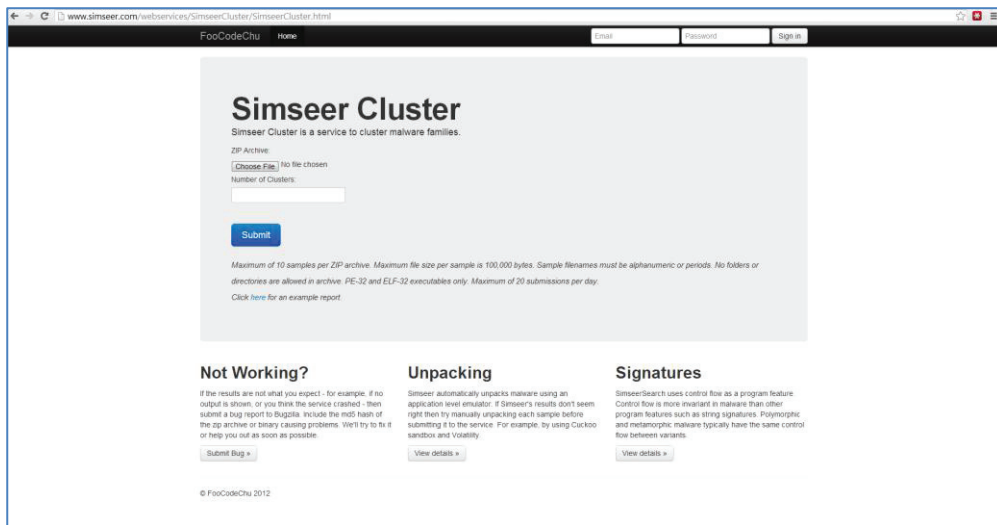 www.simseer.com/webservices/SimseerCluster/SimseerCluster.html
FooCodeChu Home Email Password Sign in
Simseer Cluster
Simseer Cluster is a service to cluster malware families.
ZIP Archive:
Choose File No file chosen
Number of Clusters:
Submit
Maximum of 10 samples per ZIP archive. Maximum file size per sample is 100,000 bytes. Sample filenames must be alphanumeric or periods. No folders or
directories are allowed in archive. PE-32 and ELF-32 executables only. Maximum of 20 submissions per day.
Click here for an example report.
Not Working?
If the results are not what you expect - for example, if no
output is shown, or you think the service crashed - then
submit a bug report to Bugzilla. Include the md5 hash of
the zip archive or binary causing problems. We'll try to fix it
or help you out as soon as possible.
Submit Bug »
Unpacking
Simseer automatically unpacks malware using an
application level emulator. If Simseer's results don't seem
right then try manually unpacking each sample before
submitting it to the service. For example, by using Cuckoo
sandbox and Volatility.
View details »
Signatures
SimseerSearch uses control flow as a program feature.
Control flow is more invariant in malware than other
program features such as string signatures. Polymorphic
and metamorphic malware typically have the same control
flow between variants.
View details »
© FooCodeChu 2012